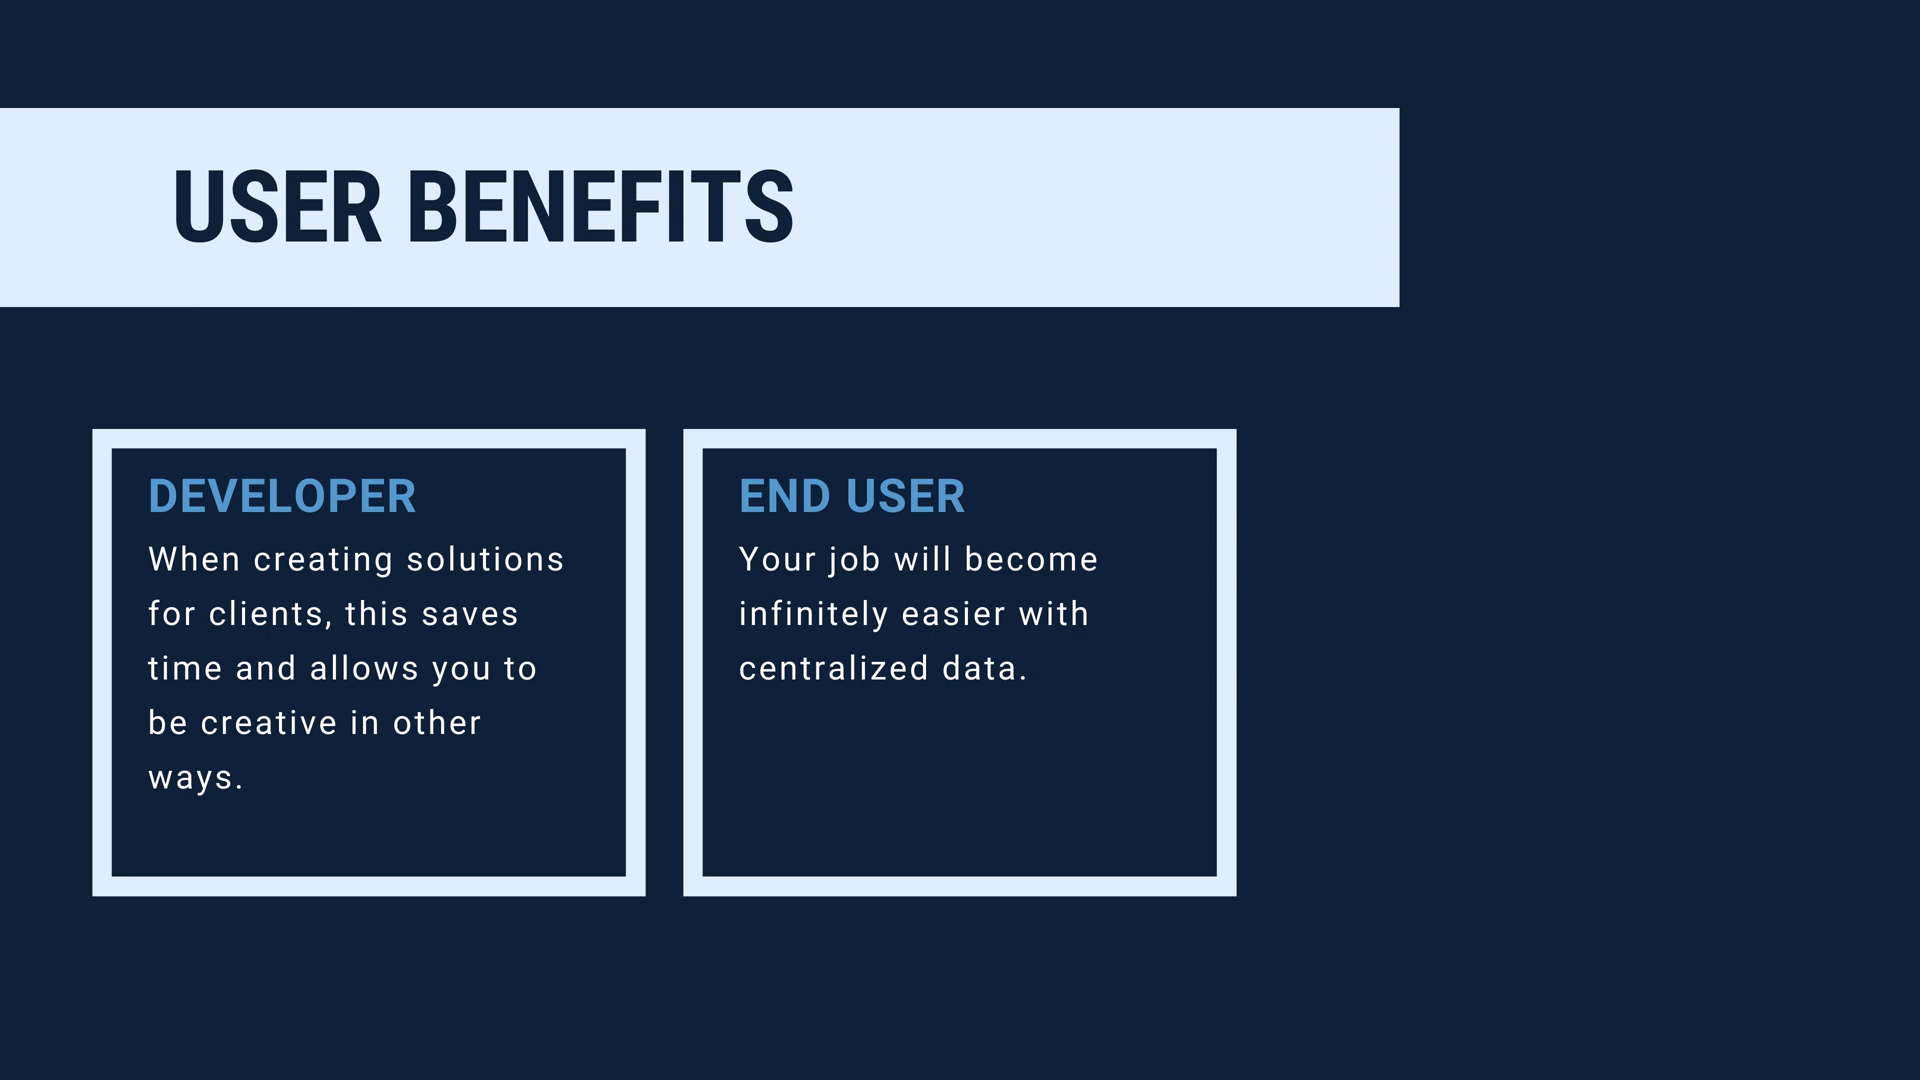 USER BENEFITS
DEVELOPER
When creating solutions
for clients, this saves
time and allows you to
be creative in other
ways.
END USER
Your job will become
infinitely easier with
centralized data.